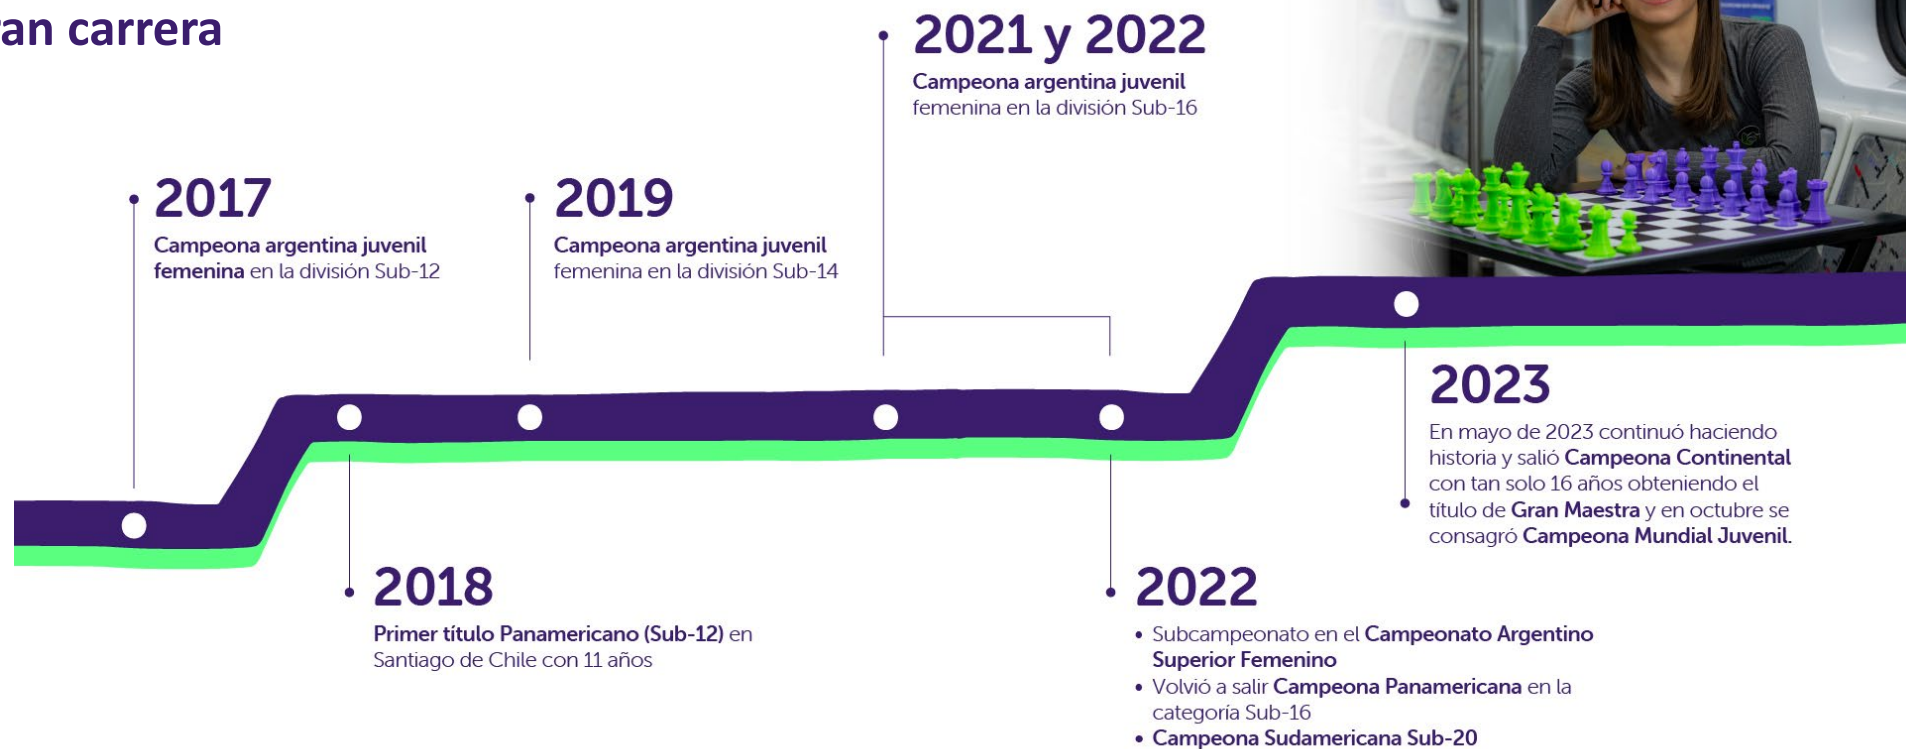 an carrera
2017
Campeona argentina juvenil
femenina en la división Sub-12
2018
Primer título Panamericano (Sub-12) en
Santiago de Chile con 11 años
2019
Campeona argentina juvenil
femenina en la división Sub-14
2021 y 2022
Campeona argentina juvenil
femenina en la división Sub-16
2022
• Subcampeonato en el Campeonato Argentino
Superior Femenino
• Volvió a salir Campeona Panamericana en la
categoría Sub-16
• Campeona Sudamericana Sub-20
2023
En mayo de 2023 continuó haciendo
historia y salió Campeona Continental
con tan solo 16 años obteniendo el
título de Gran Maestra y en octubre se
consagró Campeona Mundial Juvenil.